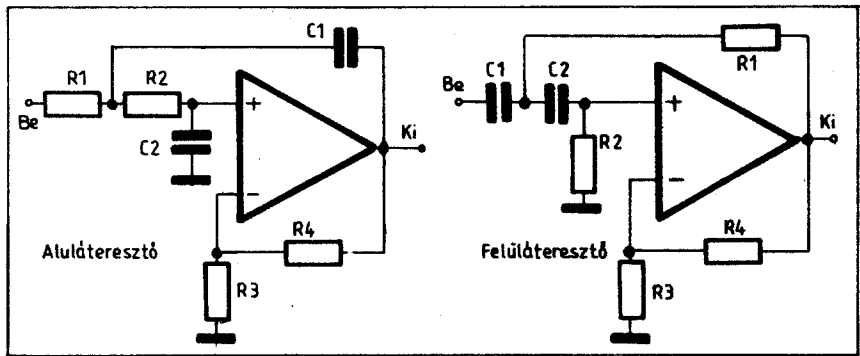 C1
R1
R2
Be
+
C2
−
Ki
R4
Aluláteresztő
R3
Be
C1
C2
R1
+
R2
−
Ki
R4
Felüláteresztő
R3